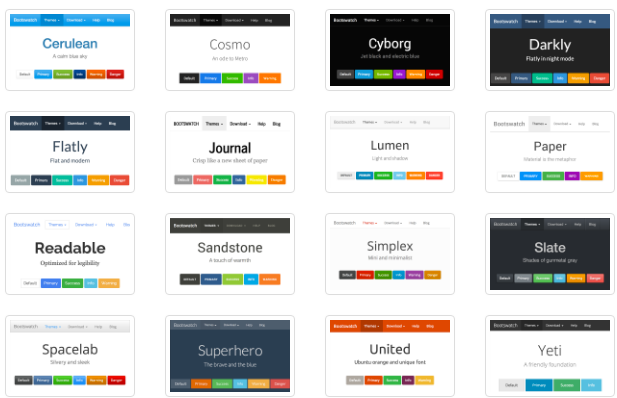 Bootswatch Themes Download Help Blog
Cerulean
A calm blue sky
Default Primary Success Info Warning Danger
Bootswatch Themes Download Help Blog
Cosmo
An ode to Metro
Default Primary Success Info Warning
Bootswatch Themes Download Help Blog
Cyborg
Jet black and electric blue
Default Primary Success Info Warning Danger
Bootswatch Themes Download Help
Darkly
Flatly in night mode
Default Primary Success Info Warning Danger
Bootswatch Themes Download Help Blog
Flatly
Flat and modern
Default Primary Success Info Warning Danger
BOOTSWATCH Themes Download Help Blog
Journal
Crisp like a new sheet of paper
Default Primary Success Info Warning Danger
Bootswatch Themes Download Help Blog
Lumen
Light and shadow
DEFAULT PRIMARY SUCCESS INFO WARNING DANGER
Bootswatch Themes Download Help
Paper
Material is the metaphor
DEFAULT PRIMARY SUCCESS INFO WARNING
Bootswatch Themes Download Help
Readable
Optimized for legibility
Default Primary Success Info Warning
Bootswatch THEMES DOWNLOAD HELP BLOG
Sandstone
A touch of warmth
DEFAULT PRIMARY SUCCESS INFO WARNING
Bootswatch Themes Download Help Blog
Simplex
Mini and minimalist
Default Primary Success Info Warning Danger
Bootswatch Themes Download Help Blog
Slate
Shades of gunmetal gray
Default Primary Success Info Warning Danger
Bootswatch Themes Download Help Blog
Spacelab
Silvery and sleek
Default Primary Success Info Warning Danger
Bootswatch Themes Download Help Blog
Superhero
The brave and the blue
Default Primary Success Info Warning Danger
Bootswatch Themes Download Help Blog
United
Ubuntu orange and unique font
Default Primary Success Info Warning
Bootswatch Themes Download Help Blog
Yeti
A friendly foundation
Default Primary Success Info